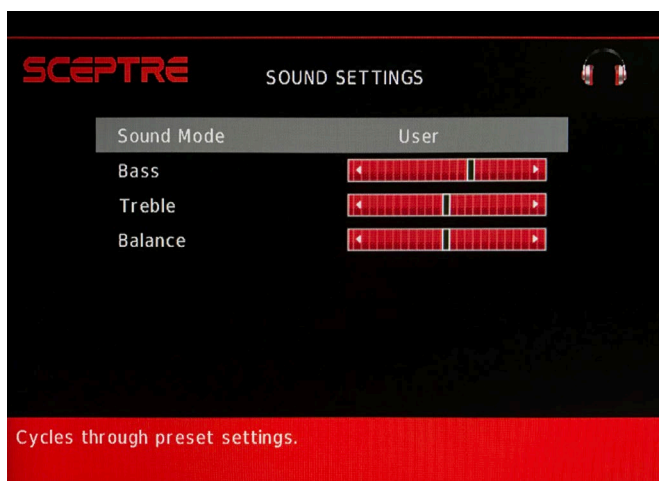 SCEPTRE
SOUND SETTINGS
Sound Mode User
Bass
Treble
Balance
Cycles through preset settings.